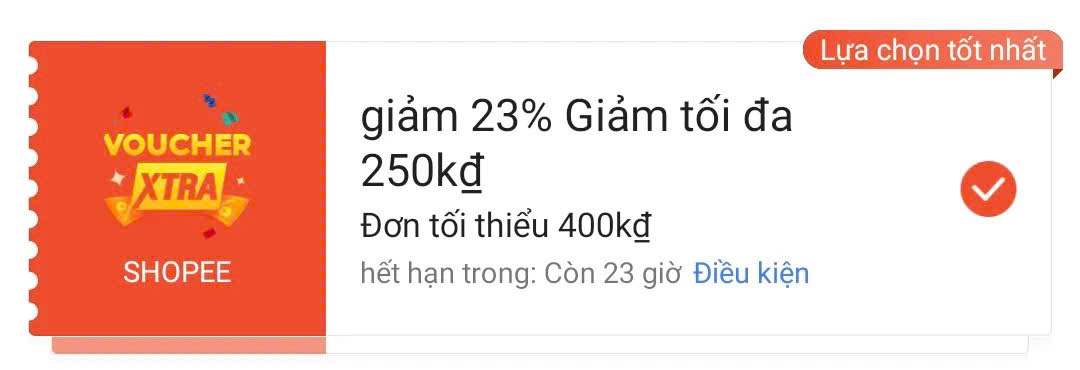 Lựa chọn tốt nhất
VOUCHER
XTRA
SHOPEE
giảm 23% Giảm tối đa
250k₫
Đơn tối thiểu 400k₫
hết hạn trong: Còn 23 giờ Điều kiện